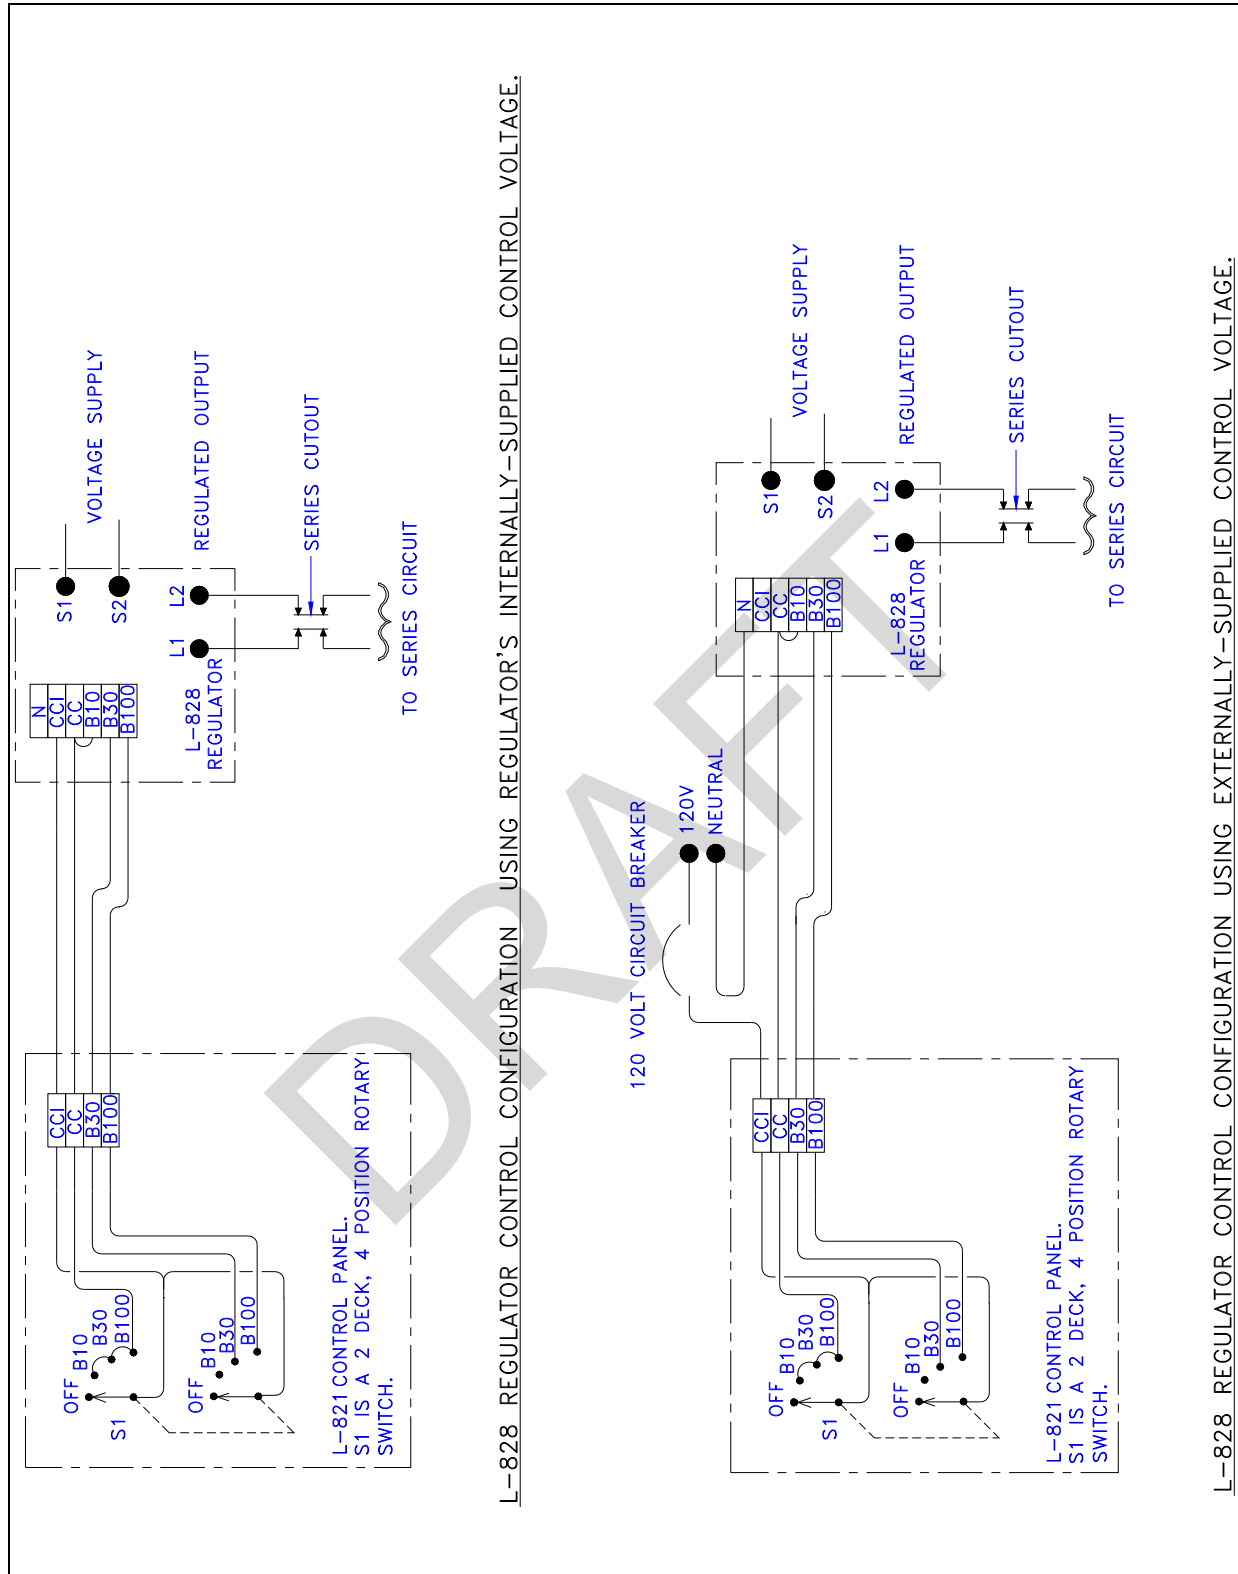 VOLTAGE SUPPLY
S1
S2
REGULATED OUTPUT
L1
L2
SERIES CUTOUT
TO SERIES CIRCUIT
N
CCI
CC
B10
B30
B100
L-828
REGULATOR
CCI
CC
B30
B100
OFF
B10
B30
B100
S1
OFF
B10
B30
B100
L-821 CONTROL PANEL.
S1 IS A 2 DECK, 4 POSITION ROTARY
SWITCH.
L-828 REGULATOR CONTROL CONFIGURATION USING REGULATOR'S INTERNALLY-SUPPLIED CONTROL VOLTAGE.
120 VOLT CIRCUIT BREAKER
120V
NEUTRAL
VOLTAGE SUPPLY
S1
S2
REGULATED OUTPUT
L1
L2
SERIES CUTOUT
TO SERIES CIRCUIT
N
CCI
CC
B10
B30
B100
L-828
REGULATOR
CCI
CC
B30
B100
OFF
B10
B30
B100
S1
OFF
B10
B30
B100
L-821 CONTROL PANEL.
S1 IS A 2 DECK, 4 POSITION ROTARY
SWITCH.
L-828 REGULATOR CONTROL CONFIGURATION USING EXTERNALLY-SUPPLIED CONTROL VOLTAGE.
DRAFT